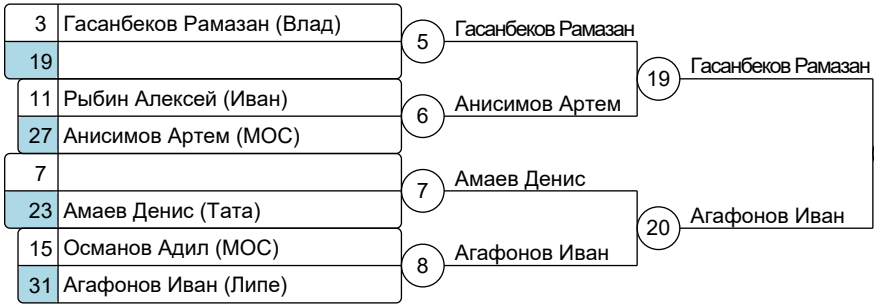 3 Гасанбеков Рамазан (Влад)
19
5 Гасанбеков Рамазан
11 Рыбин Алексей (Иван)
27 Анисимов Артем (МОС)
6 Анисимов Артем
19 Гасанбеков Рамазан
7
23 Амаев Денис (Тата)
7 Амаев Денис
15 Османов Адил (МОС)
31 Агафонов Иван (Липе)
8 Агафонов Иван
20 Агафонов Иван